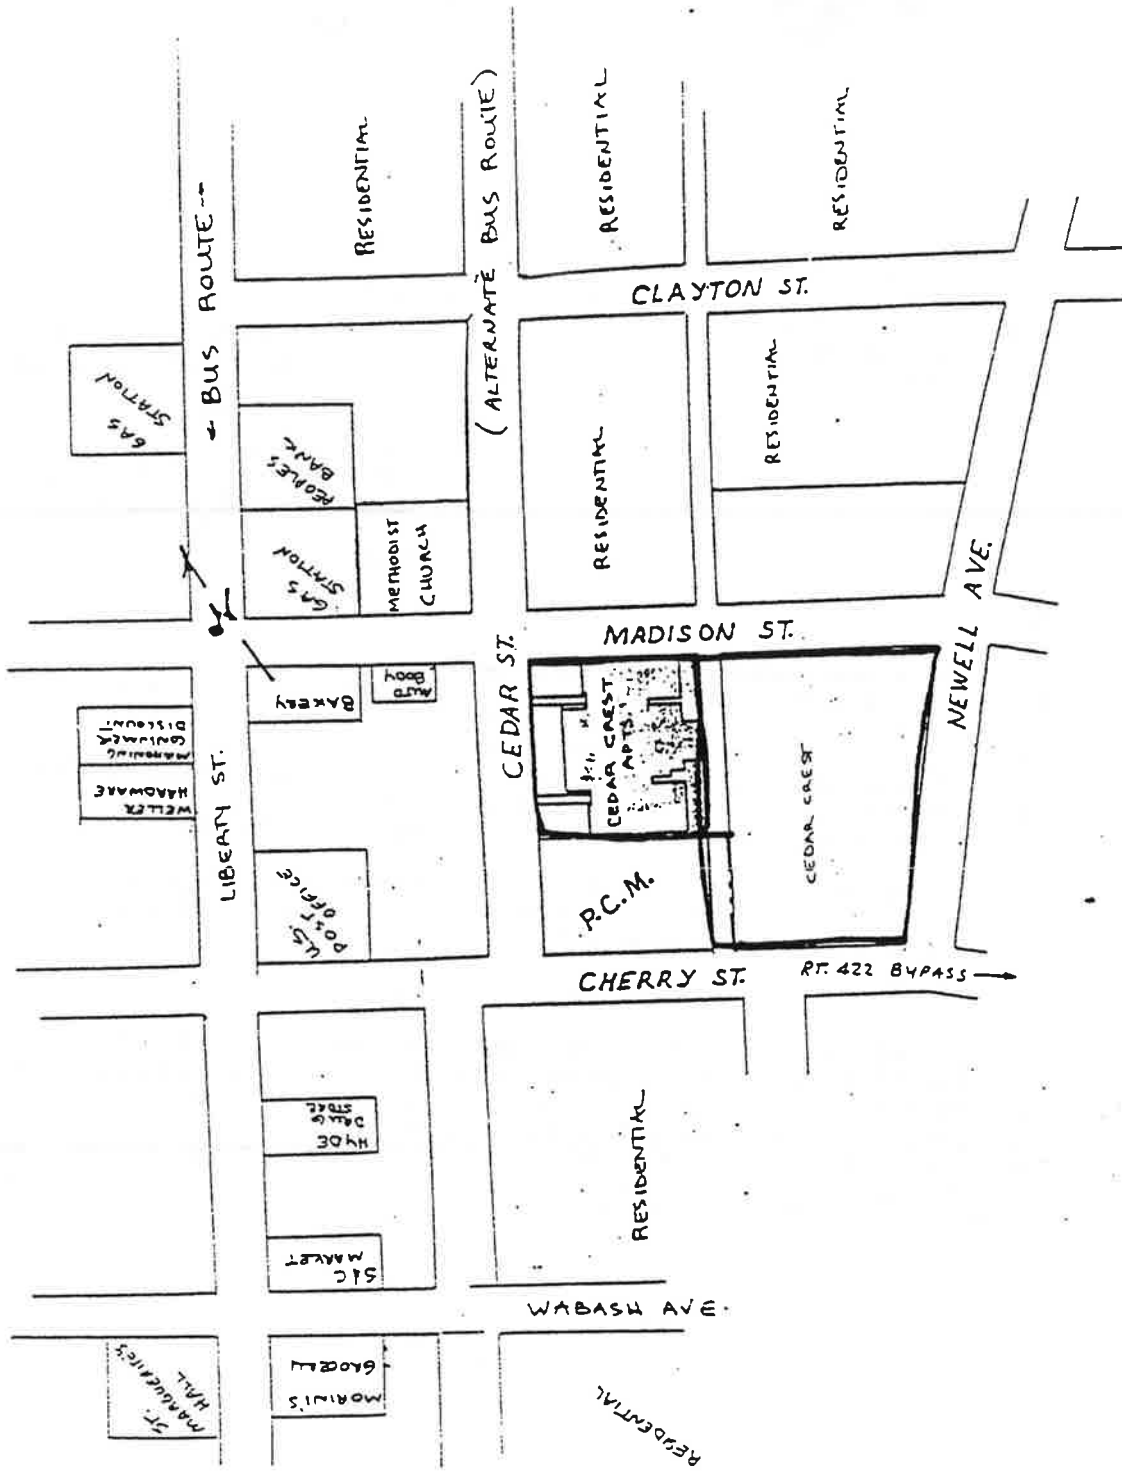 RESIDENTIAL
RESIDENTIAL
RESIDENTIAL
← BUS ROUTE →
(ALTERNATE BUS ROUTE)
CLAYTON ST.
GAS
STATION
PEOPLES
BANK
RESIDENTIAL
RESIDENTIAL
GAS
STATION
METHODIST
CHURCH
MADISON ST.
NEWELL AVE.
CEDAR ST.
BAKERY
AUTO
BODY
MAHONING
CONSUMER
DISCOUNT
WELLER
HARDWARE
LIBERTY ST.
CEDAR CREST
APTS.
CEDAR CREST
U.S.
POST
OFFICE
P.C.M.
CHERRY ST.
RT. 422 BYPASS →
HYDE
DRUG
STORE
RESIDENTIAL
S&C
MARKET
WABASH AVE.
ST.
MARGUERITE'S
HALL
MORINI'S
GROCERY
RESIDENTIAL